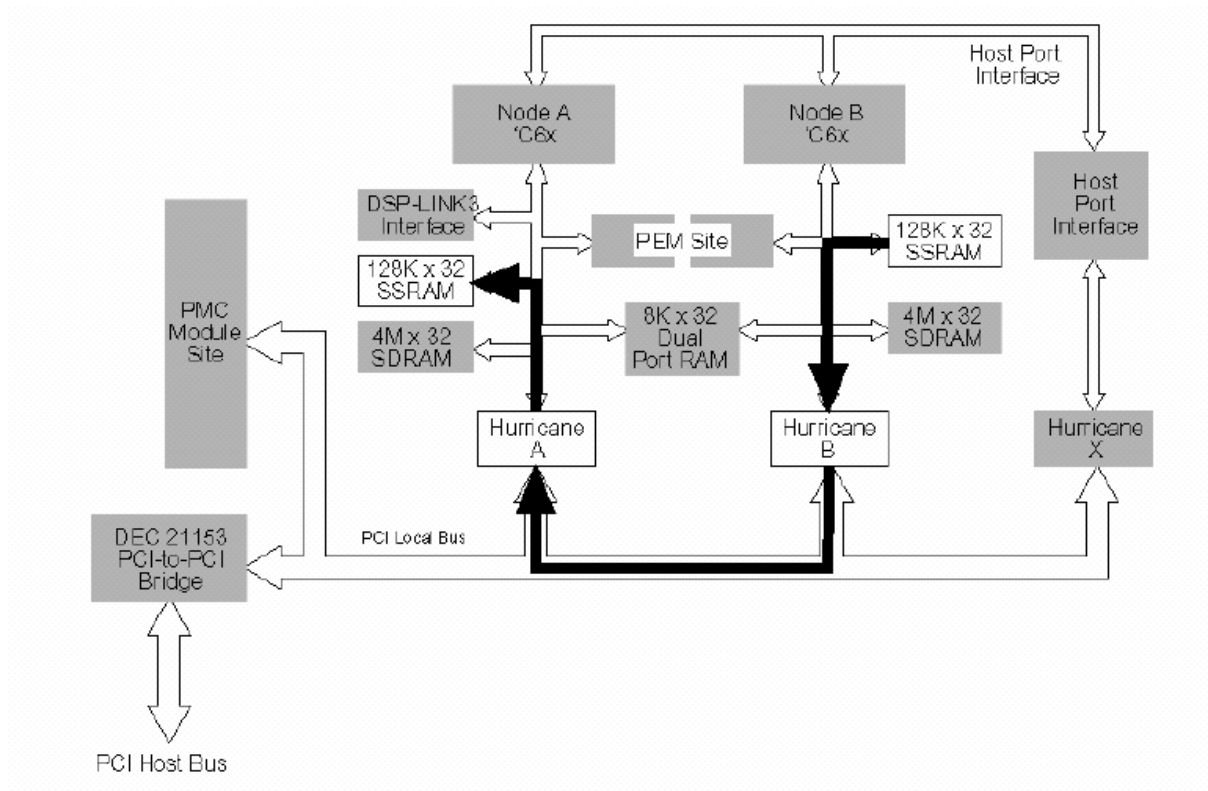 Host Port
Interface
Node A
'C6x
Node B
'C6x
Host
Port
Interface
DSP-LINK3
Interface
PEM Site
128K x 32
SSRAM
128K x 32
SSRAM
PMC
Module
Site
4M x 32
SDRAM
8K x 32
Dual
Port RAM
4M x 32
SDRAM
Hurricane
A
Hurricane
B
Hurricane
X
DEC 21153
PCI-to-PCI
Bridge
PCI Local Bus
PCI Host Bus